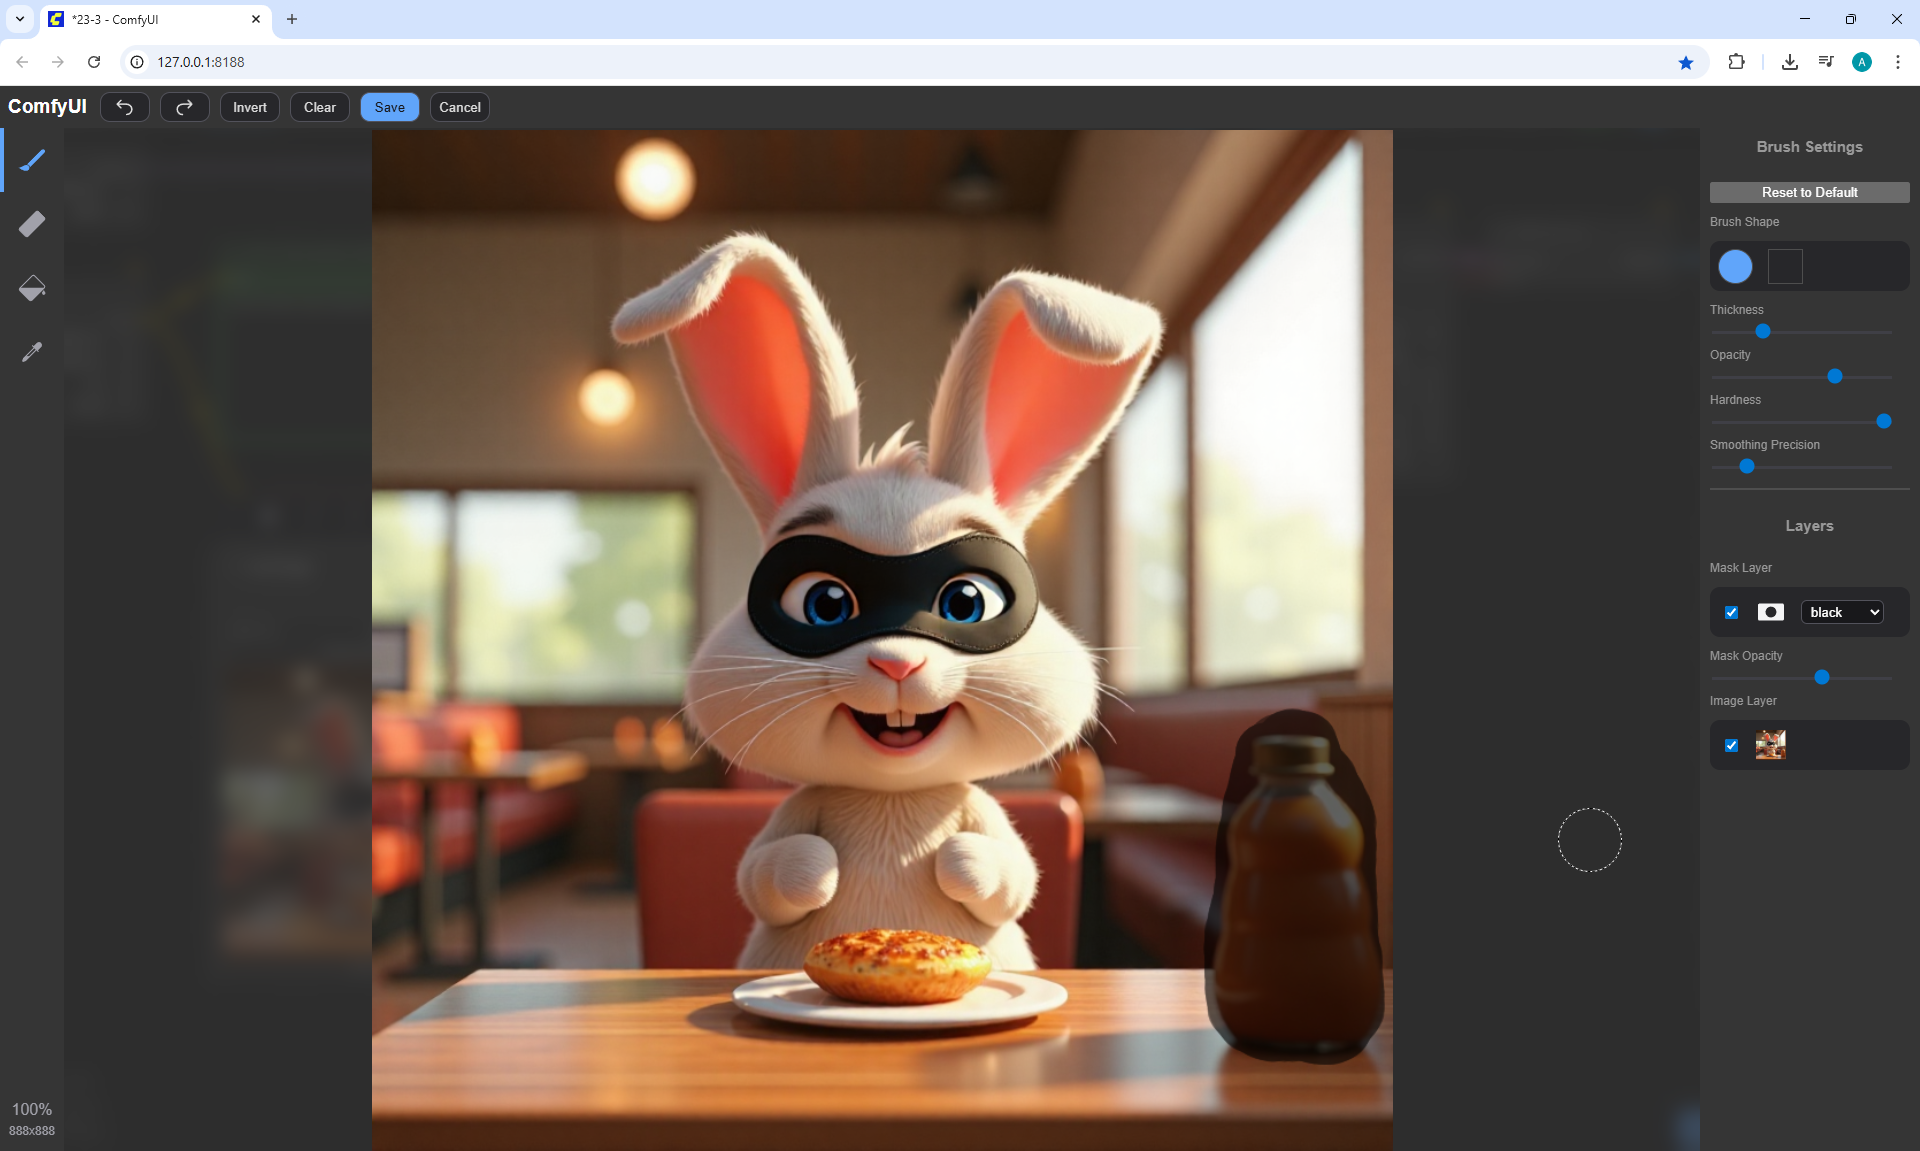 *23-3 - ComfyUI
127.0.0.1:8188
A
ComfyUI
Invert
Clear
Save
Cancel
Brush Settings
Reset to Default
Brush Shape
Thickness
Opacity
Hardness
Smoothing Precision
Layers
Mask Layer
black
Mask Opacity
Image Layer
100%
888x888